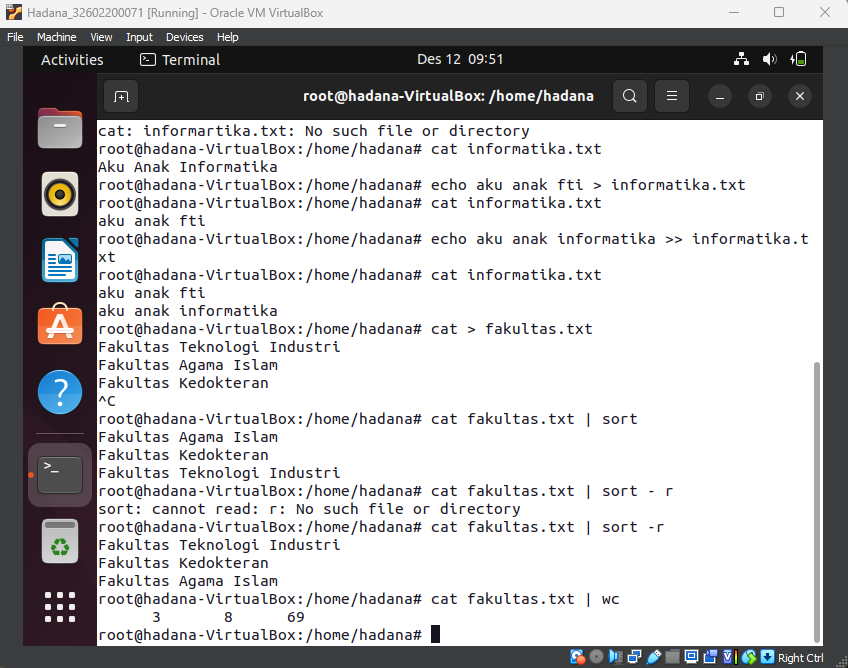 Hadana_32602200071 [Running] - Oracle VM VirtualBox
File Machine View Input Devices Help
Activities Terminal Des 12 09:51
root@hadana-VirtualBox: /home/hadana
cat: informartika.txt: No such file or directory
root@hadana-VirtualBox:/home/hadana# cat informatika.txt
Aku Anak Informatika
root@hadana-VirtualBox:/home/hadana# echo aku anak fti > informatika.txt
root@hadana-VirtualBox:/home/hadana# cat informatika.txt
aku anak fti
root@hadana-VirtualBox:/home/hadana# echo aku anak informatika >> informatika.t
xt
root@hadana-VirtualBox:/home/hadana# cat informatika.txt
aku anak fti
aku anak informatika
root@hadana-VirtualBox:/home/hadana# cat > fakultas.txt
Fakultas Teknologi Industri
Fakultas Agama Islam
Fakultas Kedokteran
^C
root@hadana-VirtualBox:/home/hadana# cat fakultas.txt | sort
Fakultas Agama Islam
Fakultas Kedokteran
Fakultas Teknologi Industri
root@hadana-VirtualBox:/home/hadana# cat fakultas.txt | sort - r
sort: cannot read: r: No such file or directory
root@hadana-VirtualBox:/home/hadana# cat fakultas.txt | sort -r
Fakultas Teknologi Industri
Fakultas Kedokteran
Fakultas Agama Islam
root@hadana-VirtualBox:/home/hadana# cat fakultas.txt | wc
3 8 69
root@hadana-VirtualBox:/home/hadana#
Right Ctrl